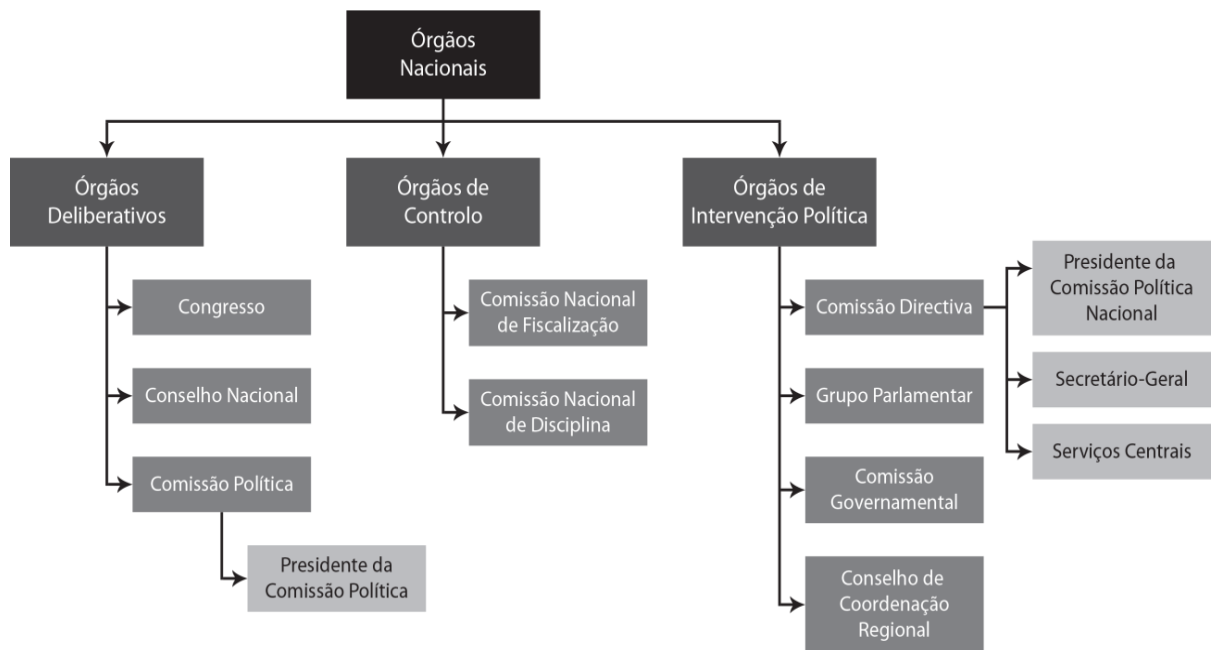 Órgãos
Nacionais
Órgãos
Deliberativos
Órgãos de
Controlo
Órgãos de
Intervenção Política
Congresso
Conselho Nacional
Comissão Política
Presidente da
Comissão Política
Comissão Nacional
de Fiscalização
Comissão Nacional
de Disciplina
Comissão Directiva
Grupo Parlamentar
Comissão
Governamental
Conselho de
Coordenação
Regional
Presidente da
Comissão Política
Nacional
Secretário-Geral
Serviços Centrais